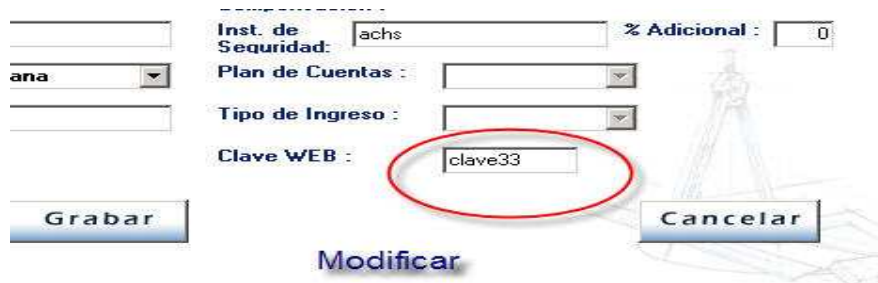 Inst. de Seguridad: achs % Adicional : 0
ana Plan de Cuentas :
Tipo de Ingreso :
Clave WEB : clave33
Grabar Cancelar
Modificar